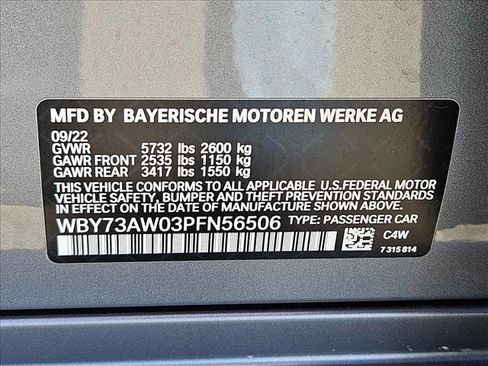 MFD BY BAYERISCHE MOTOREN WERKE AG
09/22
GVWR 5732 lbs 2600 kg
GAWR FRONT 2535 lbs 1150 kg
GAWR REAR 3417 lbs 1550 kg
THIS VEHICLE CONFORMS TO ALL APPLICABLE U.S.FEDERAL MOTOR
VEHICLE SAFETY, BUMPER AND THEFT PREVENTION STANDARDS
IN EFFECT ON THE DATE OF MANUFACTURE SHOWN ABOVE.
WBY73AW03PFN56506 TYPE: PASSENGER CAR
C4W
7 315 814